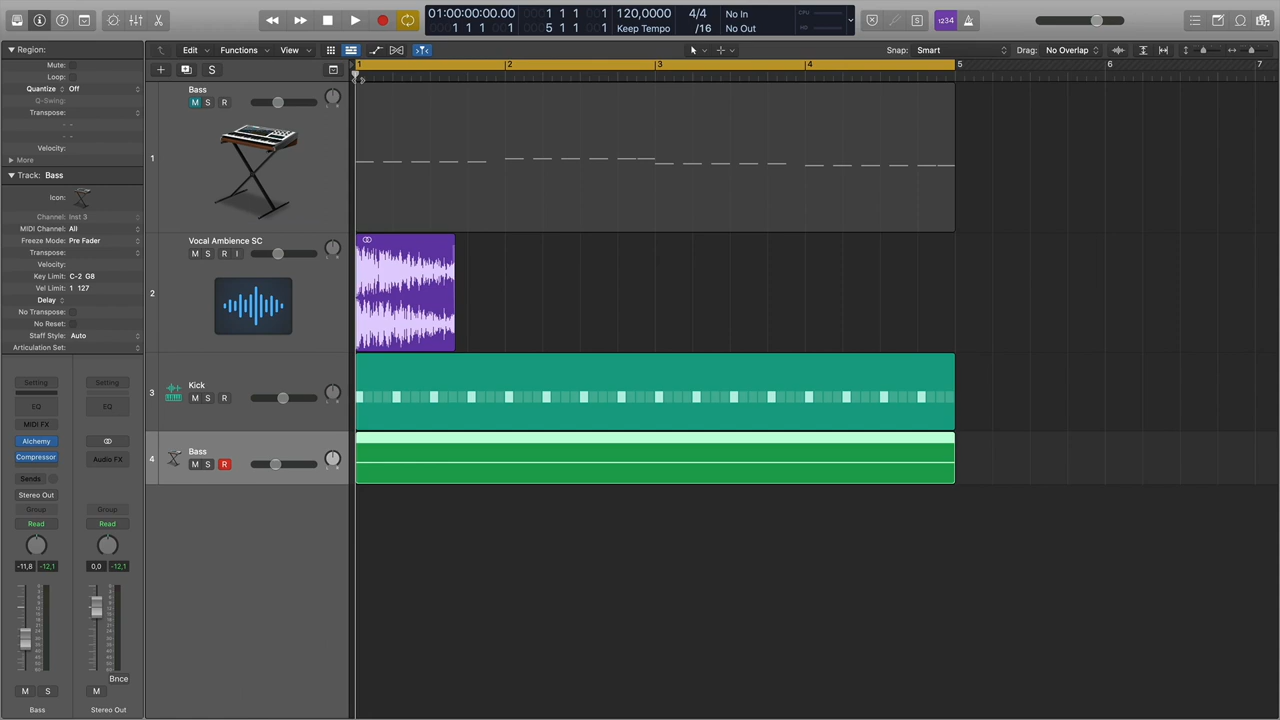 01:00:00:00.00 1 1 1 1 120,0000 4/4 No In CPU
1 1 1 1 5 1 1 1 Keep Tempo /16 No Out
1234
Region:
Mute:
Loop:
Quantize Off
Q-Swing:
Transpose:
Velocity:
More
Track: Bass
Icon:
Channel: Inst 3
MIDI Channel: All
Freeze Mode: Pre Fader
Transpose:
Velocity:
Key Limit: C-2 G8
Vel Limit: 1 127
Delay
No Transpose:
No Reset:
Staff Style: Auto
Articulation Set:
Setting Setting
EQ EQ
MIDI FX
Alchemy
Compressor Audio FX
Sends
Stereo Out
Group Group
Read Read
-11,8 -12,1 0,0 -12,1
Bnce
M S M
Bass Stereo Out
Edit Functions View Snap: Smart Drag: No Overlap
S
1 2 3 4 5 6 7
1 Bass
M S R
2 Vocal Ambience SC
M S R I
3 Kick
M S R
4 Bass
M S R